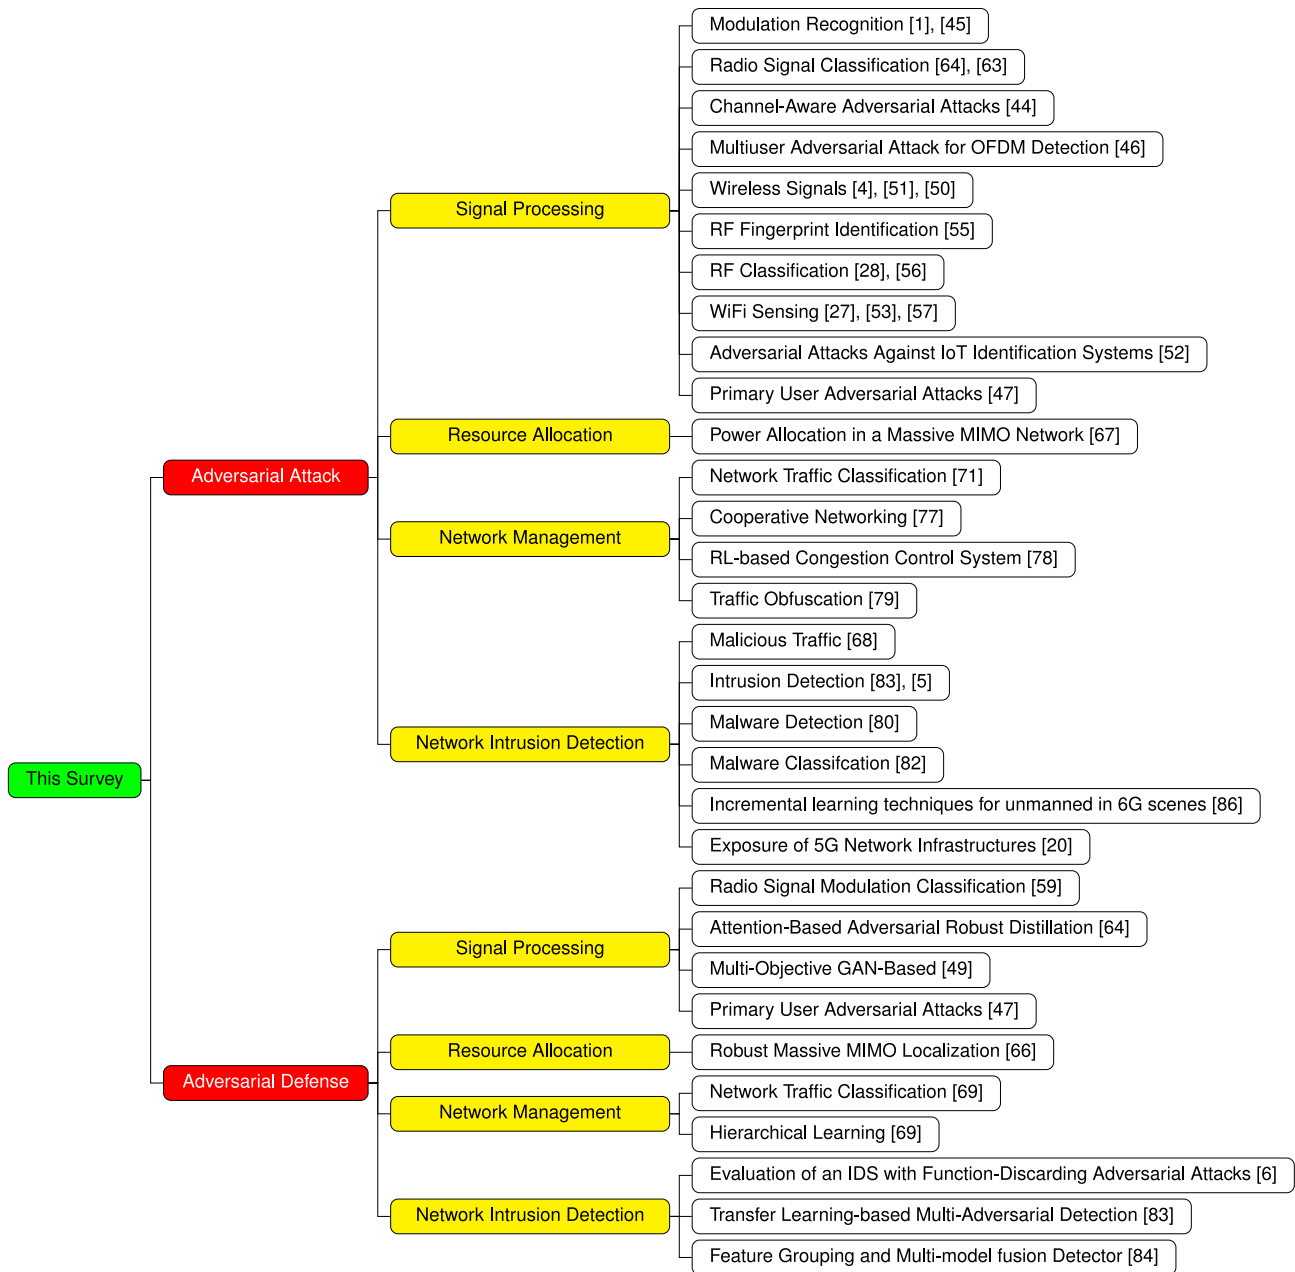 This Survey
Adversarial Attack
Signal Processing
Modulation Recognition [1], [45]
Radio Signal Classification [64], [63]
Channel-Aware Adversarial Attacks [44]
Multiuser Adversarial Attack for OFDM Detection [46]
Wireless Signals [4], [51], [50]
RF Fingerprint Identification [55]
RF Classification [28], [56]
WiFi Sensing [27], [53], [57]
Adversarial Attacks Against IoT Identification Systems [52]
Primary User Adversarial Attacks [47]
Resource Allocation
Power Allocation in a Massive MIMO Network [67]
Network Management
Network Traffic Classification [71]
Cooperative Networking [77]
RL-based Congestion Control System [78]
Traffic Obfuscation [79]
Network Intrusion Detection
Malicious Traffic [68]
Intrusion Detection [83], [5]
Malware Detection [80]
Malware Classifcation [82]
Incremental learning techniques for unmanned in 6G scenes [86]
Exposure of 5G Network Infrastructures [20]
Adversarial Defense
Signal Processing
Radio Signal Modulation Classification [59]
Attention-Based Adversarial Robust Distillation [64]
Multi-Objective GAN-Based [49]
Primary User Adversarial Attacks [47]
Resource Allocation
Robust Massive MIMO Localization [66]
Network Management
Network Traffic Classification [69]
Hierarchical Learning [69]
Network Intrusion Detection
Evaluation of an IDS with Function-Discarding Adversarial Attacks [6]
Transfer Learning-based Multi-Adversarial Detection [83]
Feature Grouping and Multi-model fusion Detector [84]